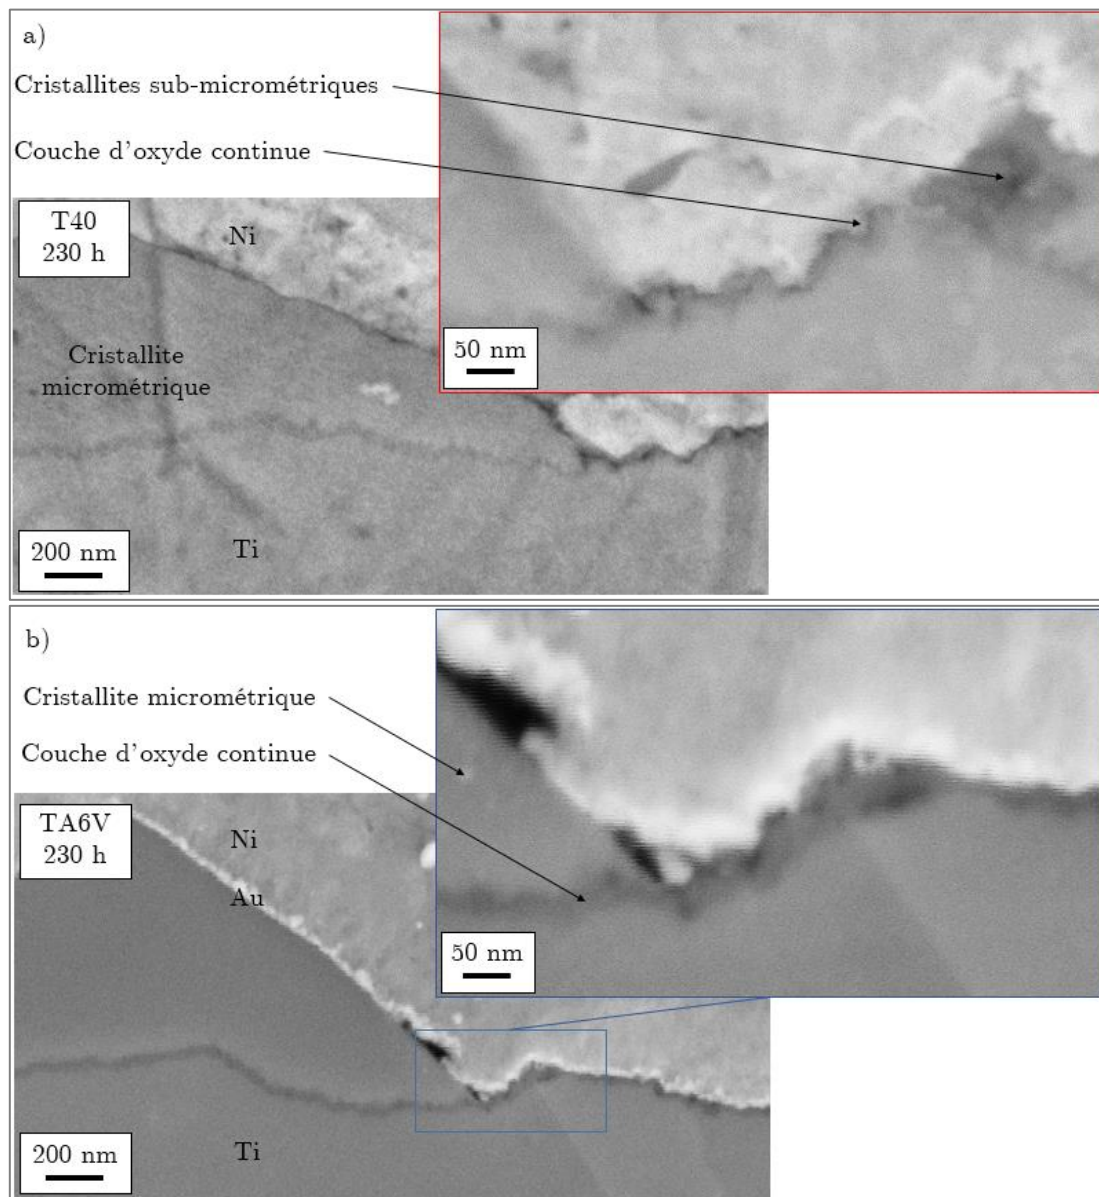 a)
Cristallites sub-micrométriques
Couche d'oxyde continue
T40
230 h
Ni
Cristallite
micrométrique
Ti
200 nm
50 nm
b)
Cristallite micrométrique
Couche d'oxyde continue
TA6V
230 h
Ni
Au
Ti
200 nm
50 nm